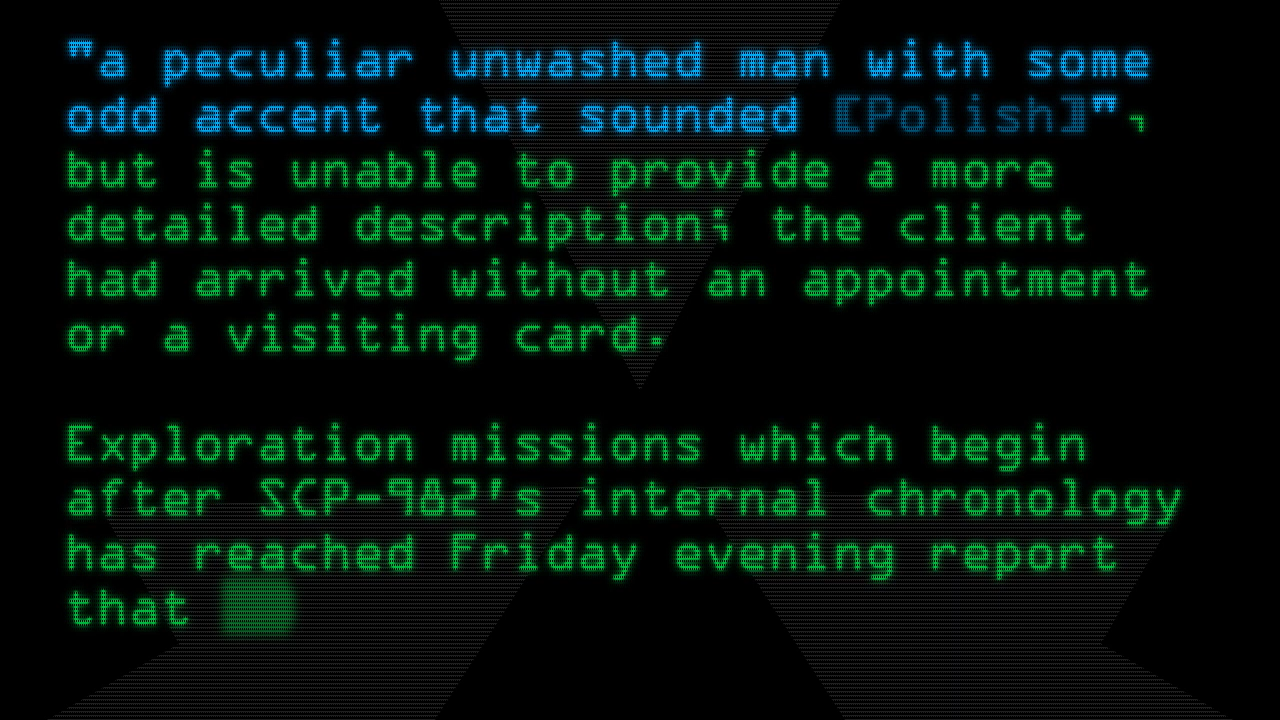 "a peculiar unwashed man with some
odd accent that sounded [Polish]",
but is unable to provide a more
detailed description; the client
had arrived without an appointment
or a visiting card.
Exploration missions which begin
after SCP-982's internal chronology
has reached Friday evening report
that